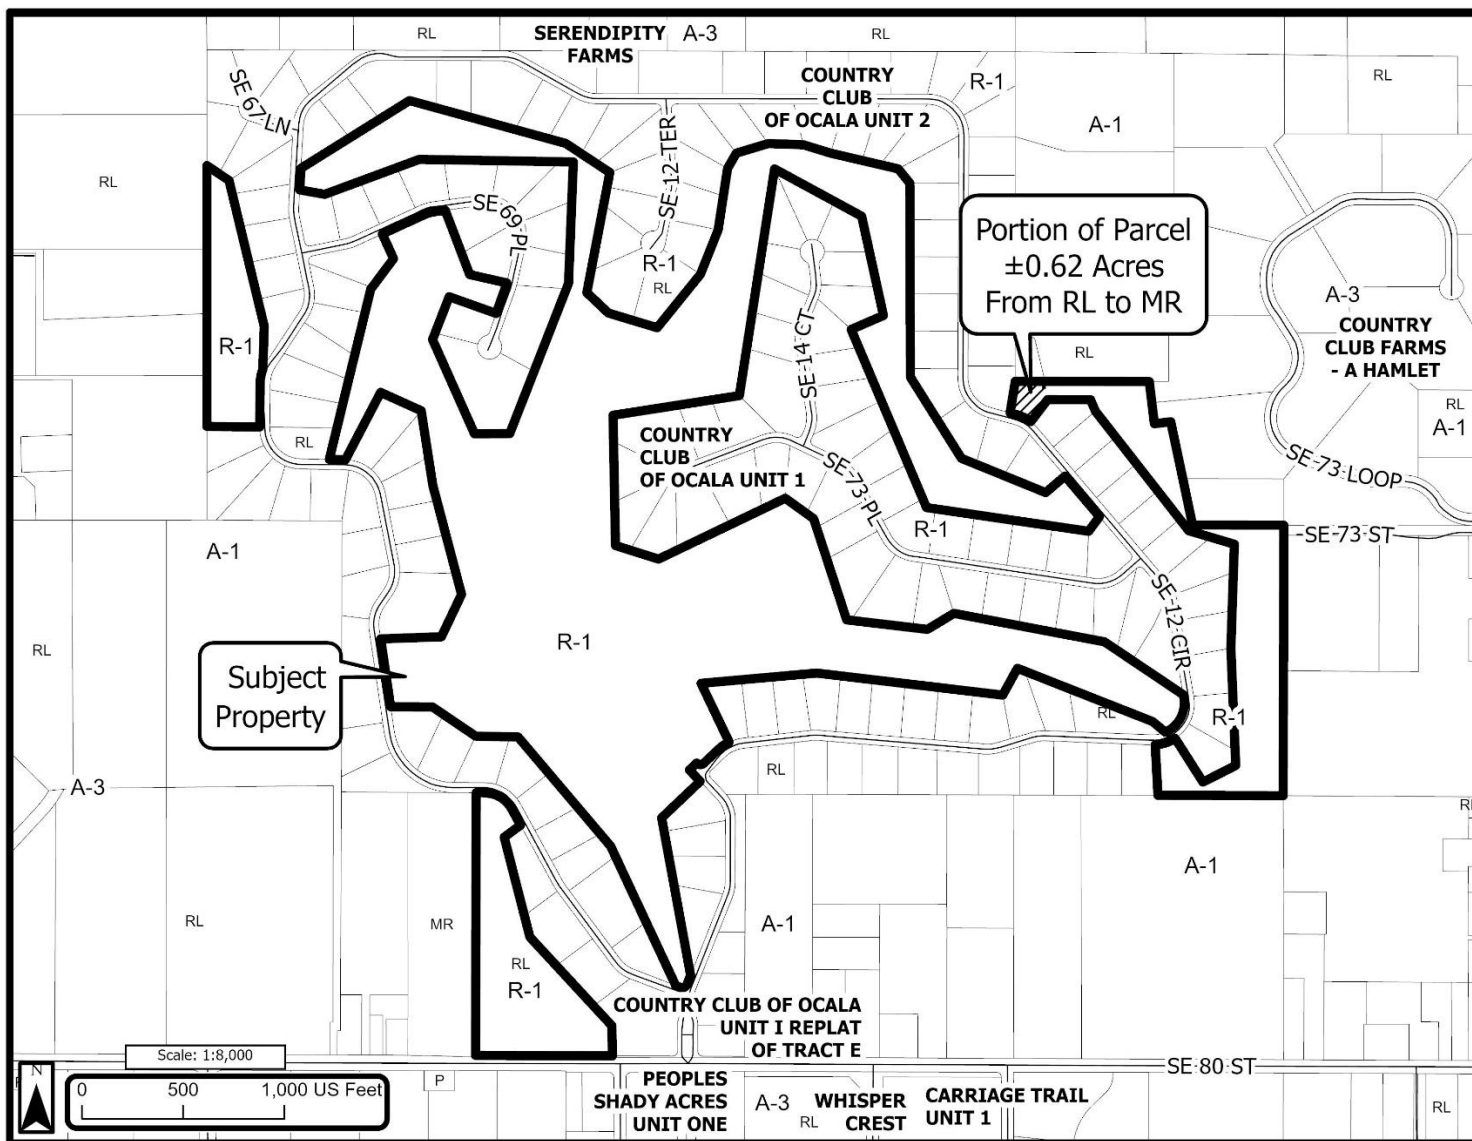 RL
SERENDIPITY
FARMS
A-3
RL
COUNTRY
CLUB
OF OCALA UNIT 2
R-1
RL
SE 67 LN
A-1
RL
SE 12 TER
SE 69 PL
R-1
RL
Portion of Parcel
±0.62 Acres
From RL to MR
A-3
COUNTRY
CLUB FARMS
- A HAMLET
RL
R-1
SE 14 CT
RL
A-1
RL
COUNTRY
CLUB
OF OCALA UNIT 1
SE 73 PL
SE 73 LOOP
R-1
SE 73 ST
A-1
SE 12 CIR
RL
R-1
Subject
Property
RL
R-1
RL
A-3
A-1
RL
MR
A-1
RL
R-1
COUNTRY CLUB OF OCALA
UNIT I REPLAT
OF TRACT E
Scale: 1:8,000
SE 80 ST
N
0 500 1,000 US Feet
P
PEOPLES
SHADY ACRES
UNIT ONE
A-3
RL
WHISPER
CREST
CARRIAGE TRAIL
UNIT 1
RL